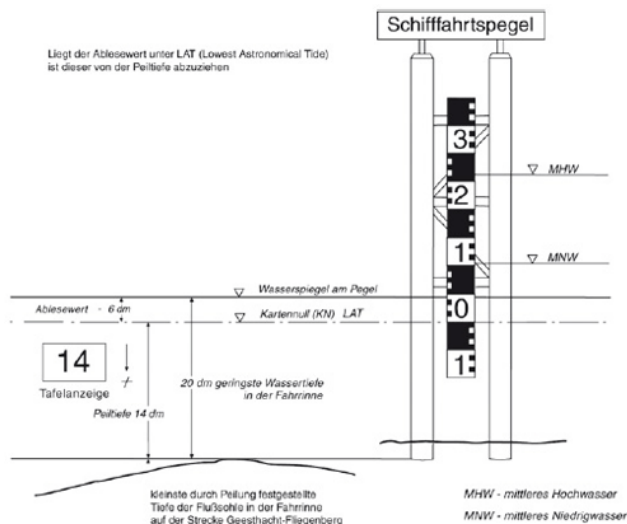 Schifffahrtspegel
Liegt der Ablesewert unter LAT (Lowest Astronomical Tide)
ist dieser von der Peiltiefe abzuziehen
3
MHW
2
1
MNW
Wasserspiegel am Pegel
Ablesewert - 6 dm
0
Kartennull (KN) LAT
14
1
Tafelanzeige
20 dm geringste Wassertiefe
in der Fahrrinne
Peiltiefe 14 dm
kleinste durch Peilung festgestellte
Tiefe der Flußsohle in der Fahrrinne
auf der Strecke Geesthacht-Fliegenberg
MHW - mittleres Hochwasser
MNW - mittleres Niedrigwasser